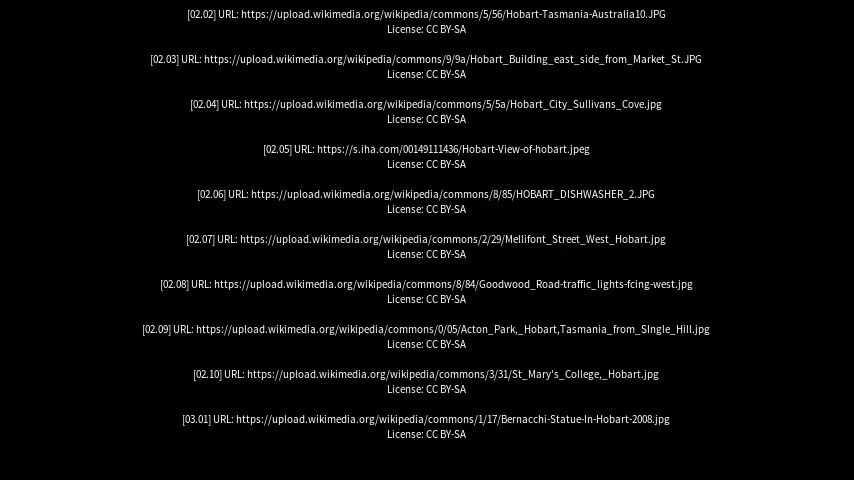 [02.02] URL: https://upload.wikimedia.org/wikipedia/commons/5/56/Hobart-Tasmania-Australia10.JPG
License: CC BY-SA
[02.03] URL: https://upload.wikimedia.org/wikipedia/commons/9/9a/Hobart_Building_east_side_from_Market_St.JPG
License: CC BY-SA
[02.04] URL: https://upload.wikimedia.org/wikipedia/commons/5/5a/Hobart_City_Sullivans_Cove.jpg
License: CC BY-SA
[02.05] URL: https://s.iha.com/00149111436/Hobart-View-of-hobart.jpeg
License: CC BY-SA
[02.06] URL: https://upload.wikimedia.org/wikipedia/commons/8/85/HOBART_DISHWASHER_2.JPG
License: CC BY-SA
[02.07] URL: https://upload.wikimedia.org/wikipedia/commons/2/29/Mellifont_Street_West_Hobart.jpg
License: CC BY-SA
[02.08] URL: https://upload.wikimedia.org/wikipedia/commons/8/84/Goodwood_Road-traffic_lights-fcing-west.jpg
License: CC BY-SA
[02.09] URL: https://upload.wikimedia.org/wikipedia/commons/0/05/Acton_Park,_Hobart,Tasmania_from_SIngle_Hill.jpg
License: CC BY-SA
[02.10] URL: https://upload.wikimedia.org/wikipedia/commons/3/31/St_Mary's_College,_Hobart.jpg
License: CC BY-SA
[03.01] URL: https://upload.wikimedia.org/wikipedia/commons/1/17/Bernacchi-Statue-In-Hobart-2008.jpg
License: CC BY-SA